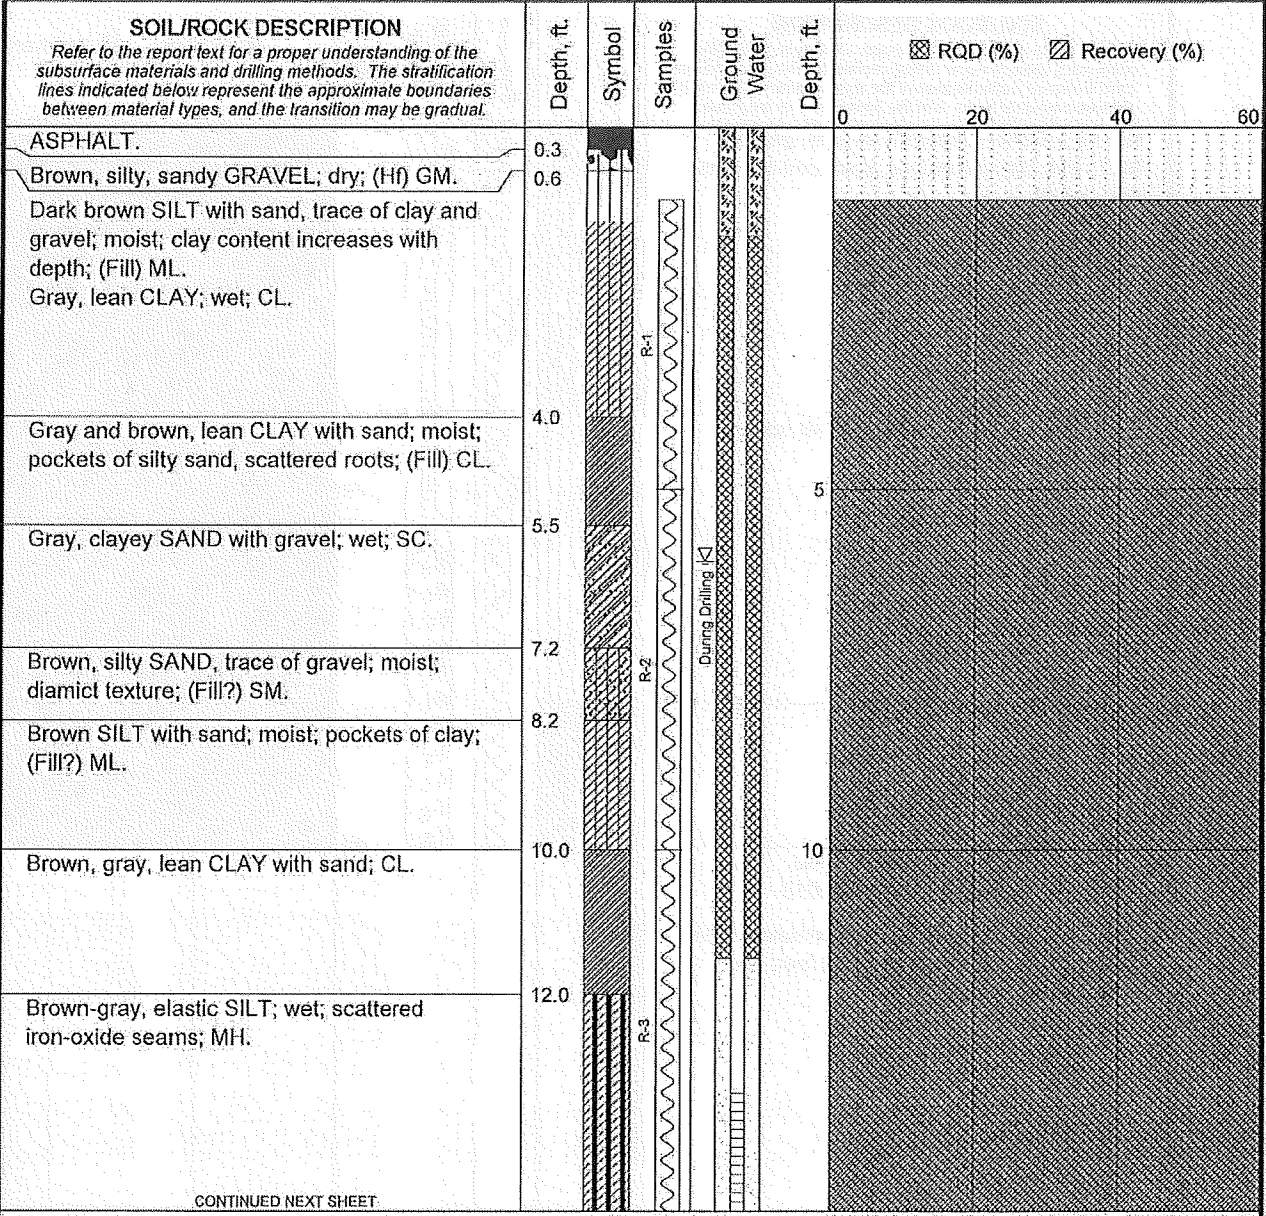 SOIL/ROCK DESCRIPTION
Refer to the report text for a proper understanding of the
subsurface materials and drilling methods. The stratification
lines indicated below represent the approximate boundaries
between material types, and the transition may be gradual.
Depth, ft.
Symbol
Samples
Ground
Water
Depth, ft.
RQD (%)
Recovery (%)
0
20
40
60
ASPHALT.
0.3
Brown, silty, sandy GRAVEL; dry; (Hf) GM.
0.6
Dark brown SILT with sand, trace of clay and
gravel; moist; clay content increases with
depth; (Fill) ML.
Gray, lean CLAY; wet; CL.
R-1
4.0
Gray and brown, lean CLAY with sand; moist;
pockets of silty sand, scattered roots; (Fill) CL.
5
5.5
Gray, clayey SAND with gravel; wet; SC.
During Drilling
7.2
Brown, silty SAND, trace of gravel; moist;
diamict texture; (Fill?) SM.
R-2
8.2
Brown SILT with sand; moist; pockets of clay;
(Fill?) ML.
10.0
10
Brown, gray, lean CLAY with sand; CL.
12.0
Brown-gray, elastic SILT; wet; scattered
iron-oxide seams; MH.
R-3
CONTINUED NEXT SHEET